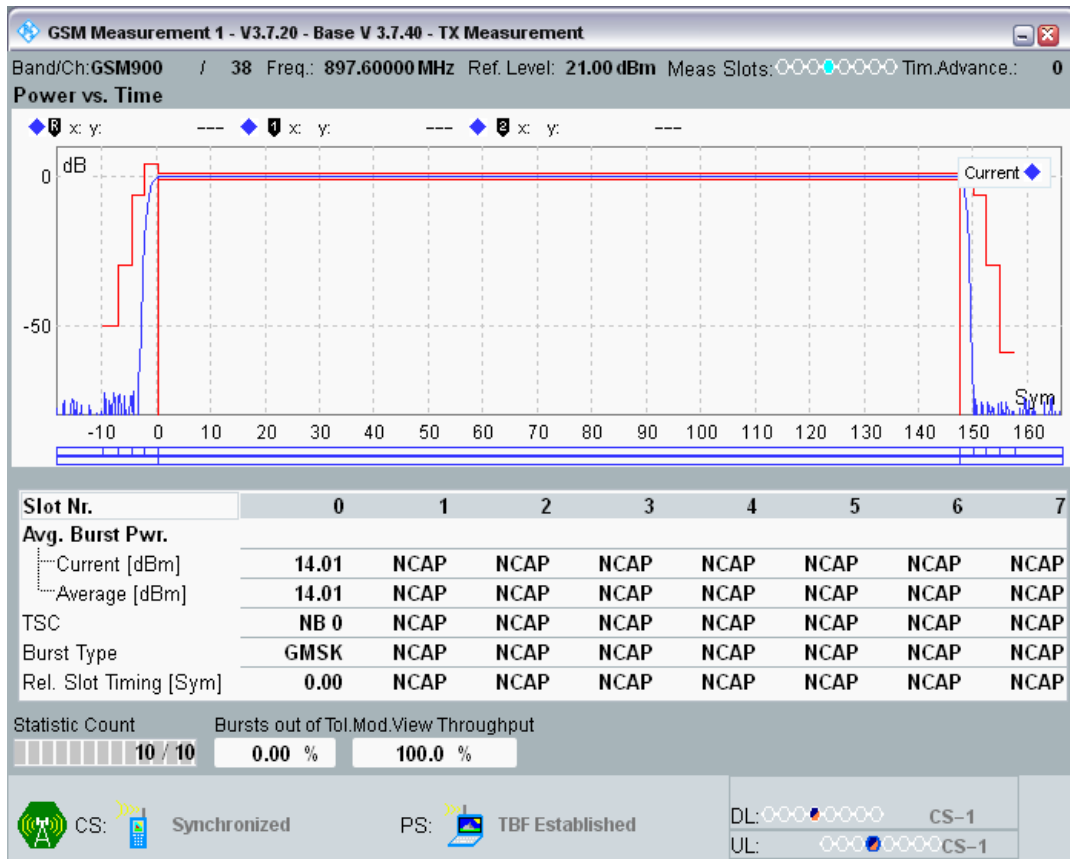 GSM Measurement 1 - V3.7.20 - Base V 3.7.40 - TX Measurement
Band/Ch:GSM900 / 38 Freq.: 897.60000 MHz Ref. Level: 21.00 dBm Meas Slots: Tim.Advance.: 0
Power vs. Time
R x: y: --- 1 x: y: --- 2 x: y: ---
dB
Current
0
-50
Sym
-10 0 10 20 30 40 50 60 70 80 90 100 110 120 130 140 150 160
Slot Nr. 0 1 2 3 4 5 6 7
Avg. Burst Pwr.
Current [dBm] 14.01 NCAP NCAP NCAP NCAP NCAP NCAP NCAP
Average [dBm] 14.01 NCAP NCAP NCAP NCAP NCAP NCAP NCAP
TSC NB 0 NCAP NCAP NCAP NCAP NCAP NCAP NCAP
Burst Type GMSK NCAP NCAP NCAP NCAP NCAP NCAP NCAP
Rel. Slot Timing [Sym] 0.00 NCAP NCAP NCAP NCAP NCAP NCAP NCAP
Statistic Count Bursts out of Tol.Mod.View Throughput
10 / 10 0.00 % 100.0 %
CS: Synchronized PS: TBF Established
DL: CS-1
UL: CS-1